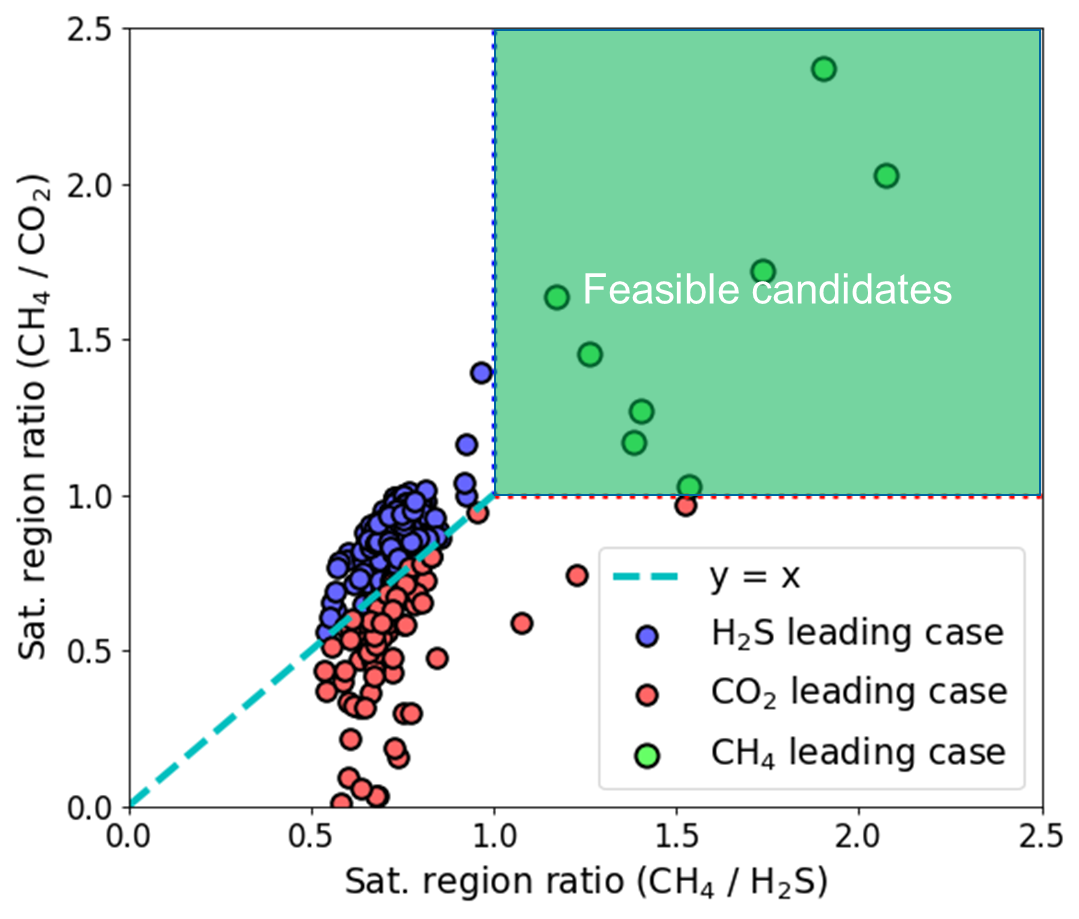 2.5
2.0
1.5
1.0
0.5
0.0
Sat. region ratio (CH₄ / CO₂)
Feasible candidates
y = x
H₂S leading case
CO₂ leading case
CH₄ leading case
0.0 0.5 1.0 1.5 2.0 2.5
Sat. region ratio (CH₄ / H₂S)